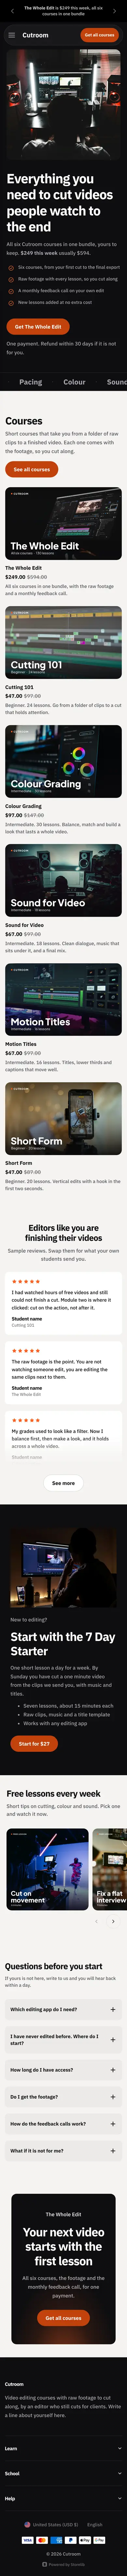 The Whole Edit is $249 this week, all six
courses in one bundle
Cutroom
Get all courses
Everything you
need to cut videos
people watch to
the end
All six Cutroom courses in one bundle, yours to
keep. $249 this week usually $594.
Six courses, from your first cut to the final export
Raw footage with every lesson, so you cut along
A monthly feedback call on your own edit
New lessons added at no extra cost
Get The Whole Edit
One payment. Refund within 30 days if it is not
for you.
Pacing Colour Sound
Courses
Short courses that take you from a folder of raw
clips to a finished video. Each one comes with
the footage, so you cut along.
See all courses
CUTROOM
The Whole Edit
The Whole Edit
$249.00 $594.00
All six courses in one bundle, with the raw footage
and a monthly feedback call.
CUTROOM
Cutting 101
Beginner · 24 lessons
Cutting 101
$47.00 $97.00
Beginner. 24 lessons. Go from a folder of clips to a cut
that holds attention.
CUTROOM
Colour Grading
Colour Grading
$97.00 $147.00
Intermediate. 30 lessons. Balance, match and build a
look that lasts a whole video.
CUTROOM
Sound for Video
Sound for Video
$67.00 $97.00
Intermediate. 18 lessons. Clean dialogue, music that
sits under it, and a final mix.
CUTROOM
Motion Titles
Motion Titles
$67.00 $97.00
Intermediate. 16 lessons. Titles, lower thirds and
captions that move well.
CUTROOM
Short Form
Short Form
$47.00 $89.00
Beginner. 20 lessons. Vertical edits with a hook in the
first two seconds.
Editors like you are
finishing their videos
Sample reviews. Swap them for what your own
students send you.
I had watched hours of free videos and still
could not finish a cut. Module two is where it
clicked: cut on the action, not after it.
Student name
Cutting 101
The raw footage is the point. You are not
watching someone edit, you are editing the
same clips next to them.
Student name
The Whole Edit
My grades used to look like a filter. Now I
balance first, then make a look, and it holds
across a whole video.
Student name
See more
New to editing?
Start with the 7 Day
Starter
One short lesson a day for a week. By
Sunday you have cut a one minute video
from the clips we send you, with music and
titles.
Seven lessons, about 15 minutes each
Raw clips, music and a title template
Works with any editing app
Start for $27
Free lessons every week
Short tips on cutting, colour and sound. Pick one
and watch it now.
Cut on
movement
Fix a flat
interview
Questions before you start
If yours is not here, write to us and you will hear back
within a day.
Which editing app do I need?
I have never edited before. Where do I
start?
How long do I have access?
Do I get the footage?
How do the feedback calls work?
What if it is not for me?
The Whole Edit
Your next video
starts with the
first lesson
All six courses, the footage and the
monthly feedback call, for one
payment.
Get all courses
Cutroom
Video editing courses with raw footage to cut
along, by an editor who still cuts for clients. Write
a line about yourself here.
Learn
School
Help
United States (USD $) English
© 2026 Cutroom